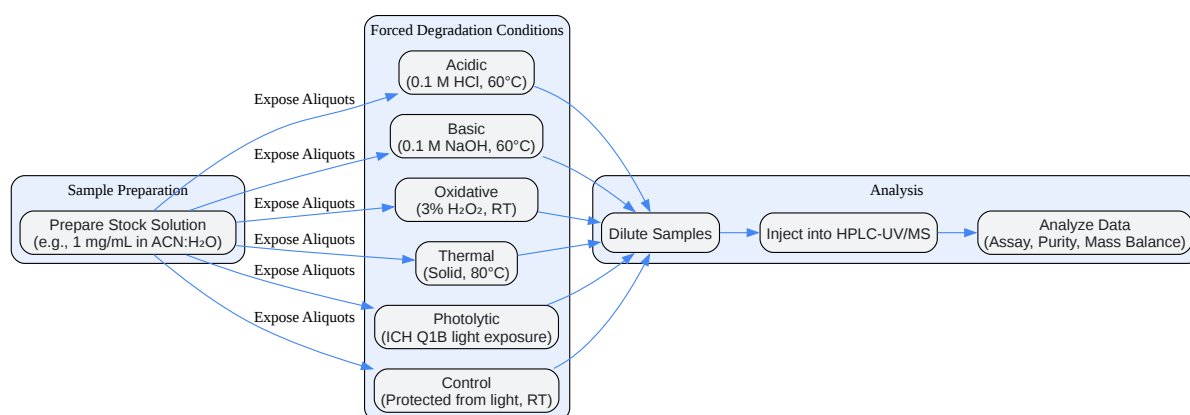 Forced Degradation Conditions
Acidic
(0.1 M HCl, 60°C)
Expose Aliquots
Basic
(0.1 M NaOH, 60°C)
Expose Aliquots
Sample Preparation
Prepare Stock Solution
(e.g., 1 mg/mL in ACN:H₂O)
Expose Aliquots
Oxidative
(3% H₂O₂, RT)
Expose Aliquots
Thermal
(Solid, 80°C)
Expose Aliquots
Photolytic
(ICH Q1B light exposure)
Expose Aliquots
Control
(Protected from light, RT)
Analysis
Dilute Samples
Inject into HPLC-UV/MS
Analyze Data
(Assay, Purity, Mass Balance)